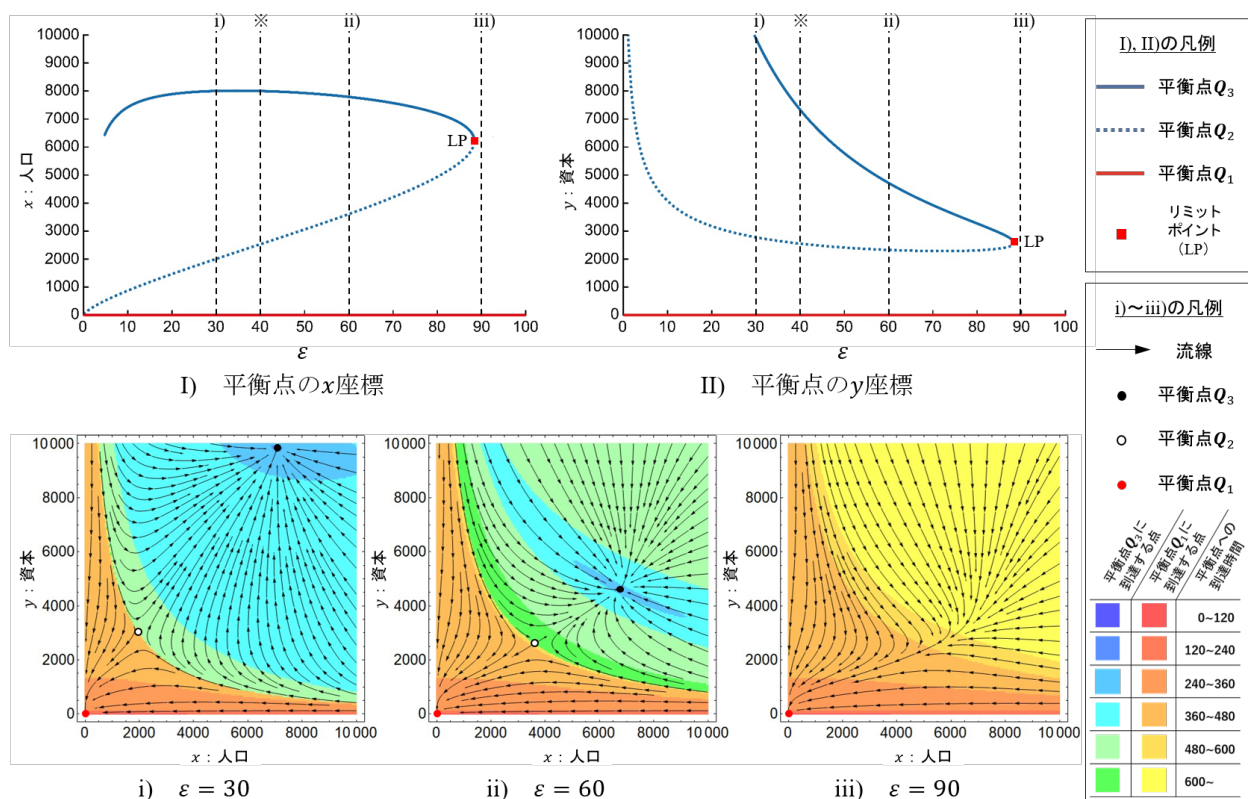 i) ※ ii) iii)
10000
9000
8000
7000
6000
5000
4000
3000
2000
1000
0
x：人口
LP
0 10 20 30 40 50 60 70 80 90 100
ε
I) 平衡点のx座標
i) ※ ii) iii)
10000
9000
8000
7000
6000
5000
4000
3000
2000
1000
0
y：資本
LP
0 10 20 30 40 50 60 70 80 90 100
ε
II) 平衡点のy座標
I), II)の凡例
平衡点Q₃
平衡点Q₂
平衡点Q₁
リミット
ポイント
（LP）
i)～iii)の凡例
流線
平衡点Q₃
平衡点Q₂
平衡点Q₁
平衡点Q₃に
到達する点
平衡点Q₁に
到達する点
平衡点への
到達時間
0~120
120~240
240~360
360~480
480~600
600~
10000
8000
6000
4000
2000
0
y：資本
0 2000 4000 6000 8000 10000
x：人口
i) ε = 30
10000
8000
6000
4000
2000
0
y：資本
0 2000 4000 6000 8000 10000
x：人口
ii) ε = 60
10000
8000
6000
4000
2000
0
y：資本
0 2000 4000 6000 8000 10000
x：人口
iii) ε = 90